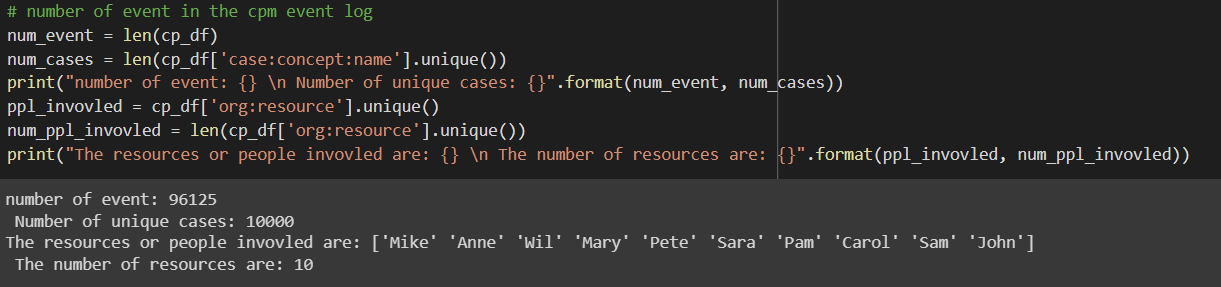 # number of event in the cpm event log
num_event = len(cp_df)
num_cases = len(cp_df['case:concept:name'].unique())
print("number of event: {} \n Number of unique cases: {}".format(num_event, num_cases))
ppl_invovled = cp_df['org:resource'].unique()
num_ppl_invovled = len(cp_df['org:resource'].unique())
print("The resources or people invovled are: {} \n The number of resources are: {}".format(ppl_invovled, num_ppl_invovled))
number of event: 96125
 Number of unique cases: 10000
The resources or people invovled are: ['Mike' 'Anne' 'Wil' 'Mary' 'Pete' 'Sara' 'Pam' 'Carol' 'Sam' 'John']
 The number of resources are: 10